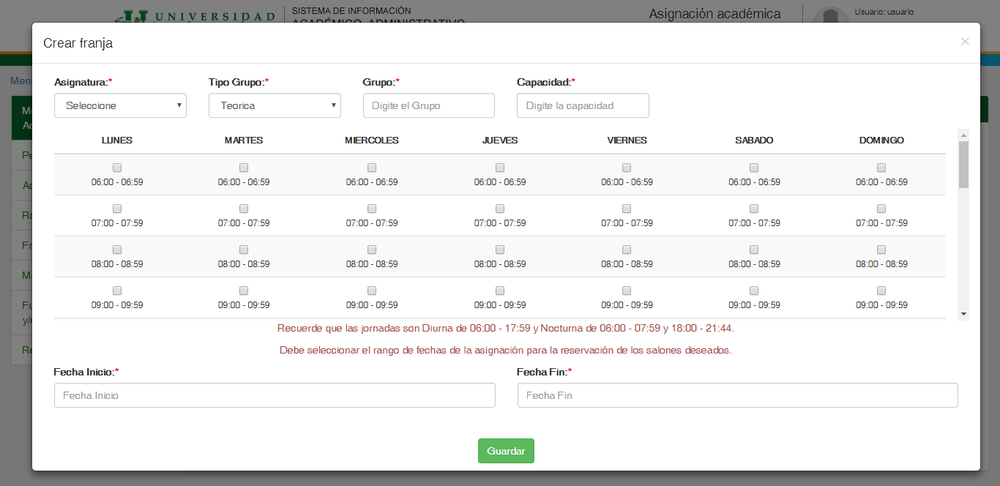 UNIVERSIDAD
SISTEMA DE INFORMACIÓN
ACADÉMICO ADMINISTRATIVO
Asignación académica
Usuario: usuario
Crear franja
×
Asignatura:* Tipo Grupo:* Grupo:* Capacidad:*
Seleccione Teorica Digite el Grupo Digite la capacidad
LUNES MARTES MIERCOLES JUEVES VIERNES SABADO DOMINGO
06:00 - 06:59 06:00 - 06:59 06:00 - 06:59 06:00 - 06:59 06:00 - 06:59 06:00 - 06:59 06:00 - 06:59
07:00 - 07:59 07:00 - 07:59 07:00 - 07:59 07:00 - 07:59 07:00 - 07:59 07:00 - 07:59 07:00 - 07:59
08:00 - 08:59 08:00 - 08:59 08:00 - 08:59 08:00 - 08:59 08:00 - 08:59 08:00 - 08:59 08:00 - 08:59
09:00 - 09:59 09:00 - 09:59 09:00 - 09:59 09:00 - 09:59 09:00 - 09:59 09:00 - 09:59 09:00 - 09:59
Recuerde que las jornadas son Diurna de 06:00 - 17:59 y Nocturna de 06:00 - 07:59 y 18:00 - 21:44.
Debe seleccionar el rango de fechas de la asignación para la reservación de los salones deseados.
Fecha Inicio:* Fecha Fin:*
Fecha Inicio Fecha Fin
Guardar